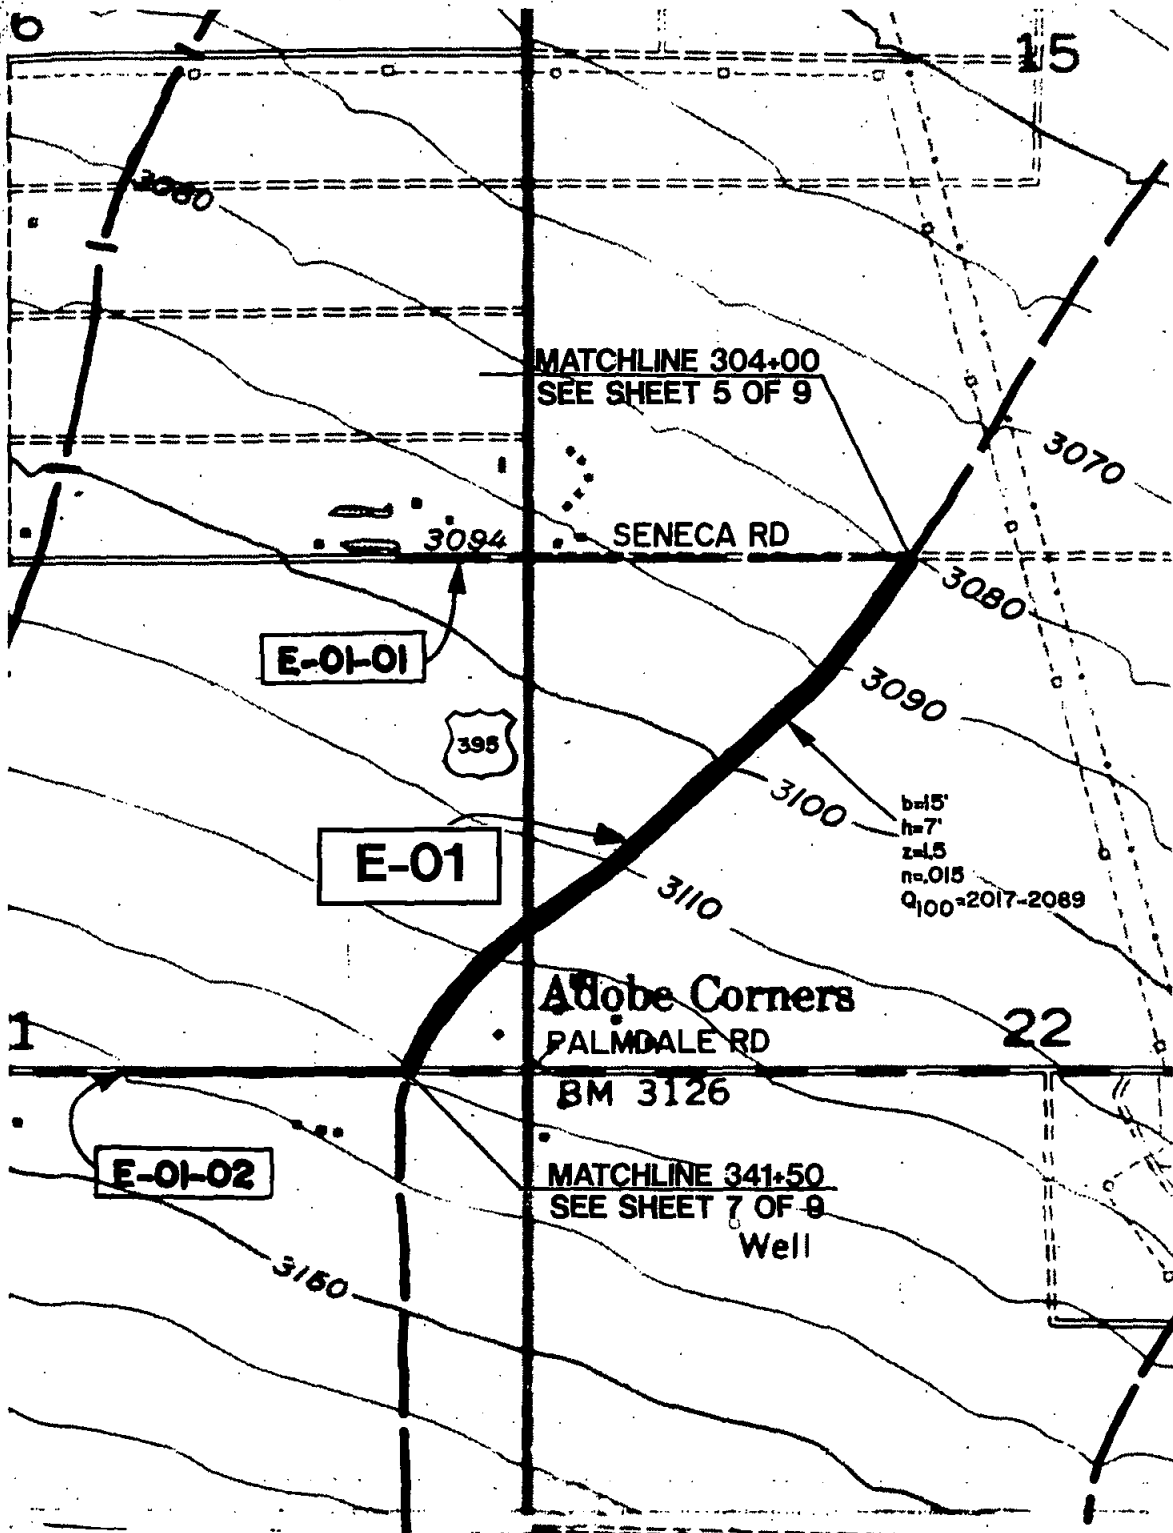 6
15
3080
MATCHLINE 304+00
SEE SHEET 5 OF 9
3070
3094
SENECA RD
3080
E-01-01
3090
395
3100
b=15'
h=7'
z=1.5
n=.015
Q100=2017-2089
E-01
3110
Adobe Corners
1
22
PALMDALE RD
BM 3126
E-01-02
MATCHLINE 341+50
SEE SHEET 7 OF 9
Well
3150